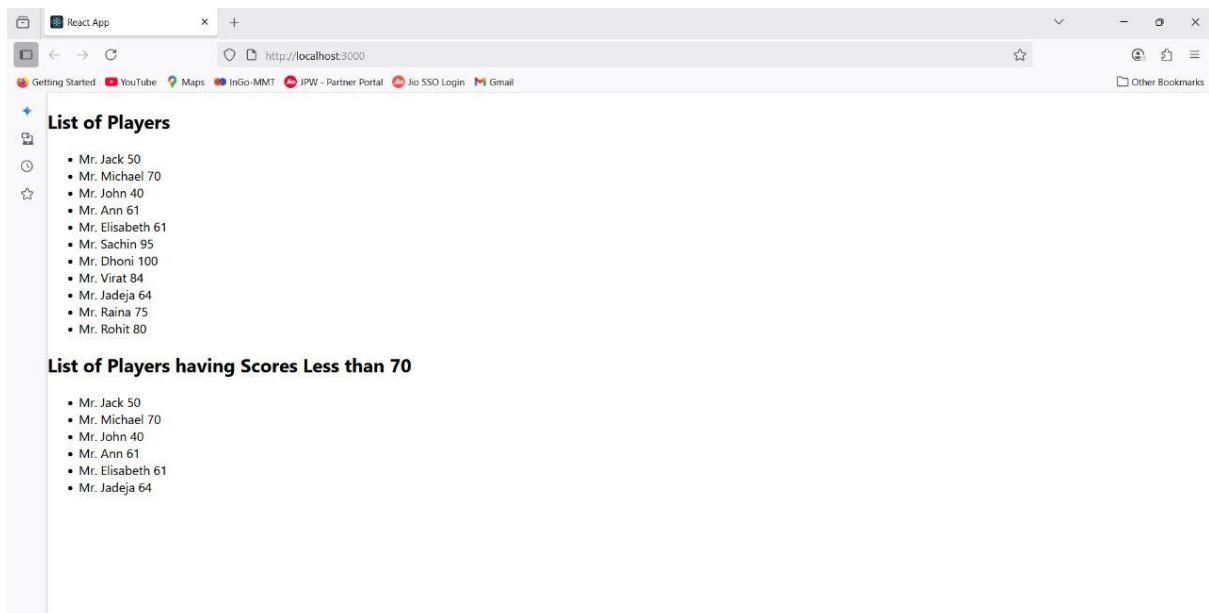 React App
http://localhost:3000
Getting Started YouTube Maps InGo-MMT JPW - Partner Portal Jio SSO Login Gmail Other Bookmarks
List of Players
• Mr. Jack 50
• Mr. Michael 70
• Mr. John 40
• Mr. Ann 61
• Mr. Elisabeth 61
• Mr. Sachin 95
• Mr. Dhoni 100
• Mr. Virat 84
• Mr. Jadeja 64
• Mr. Raina 75
• Mr. Rohit 80
List of Players having Scores Less than 70
• Mr. Jack 50
• Mr. Michael 70
• Mr. John 40
• Mr. Ann 61
• Mr. Elisabeth 61
• Mr. Jadeja 64